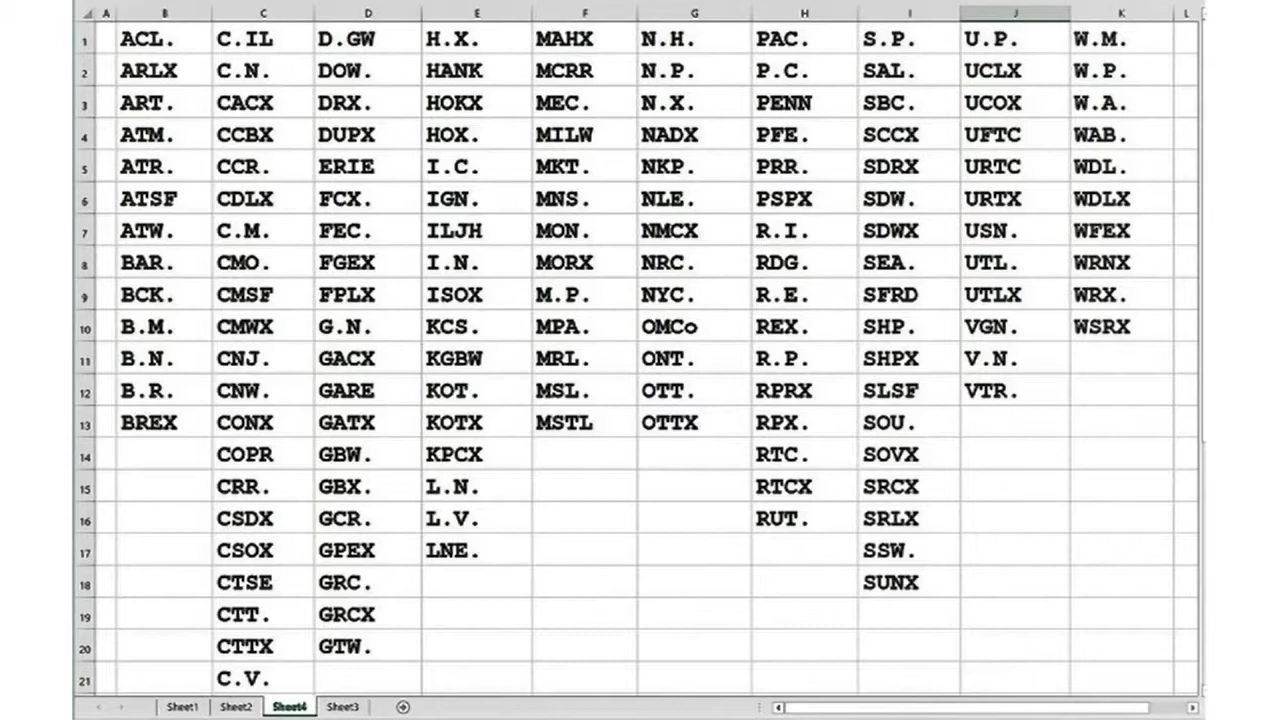 A B C D E F G H I J K L
1 ACL. C.IL D.GW H.X. MAHX N.H. PAC. S.P. U.P. W.M.
2 ARLX C.N. DOW. HANK MCRR N.P. P.C. SAL. UCLX W.P.
3 ART. CACX DRX. HOKX MEC. N.X. PENN SBC. UCOX W.A.
4 ATM. CCBX DUPX HOX. MILW NADX PFE. SCCX UFTC WAB.
5 ATR. CCR. ERIE I.C. MKT. NKP. PRR. SDRX URTC WDL.
6 ATSF CDLX FCX. IGN. MNS. NLE. PSPX SDW. URTX WDLX
7 ATW. C.M. FEC. ILJH MON. NMCX R.I. SDWX USN. WFEX
8 BAR. CMO. FGEX I.N. MORX NRC. RDG. SEA. UTL. WRNX
9 BCK. CMSF FPLX ISOX M.P. NYC. R.E. SFRD UTLX WRX.
10 B.M. CMWX G.N. KCS. MPA. OMCo REX. SHP. VGN. WSRX
11 B.N. CNJ. GACX KGBW MRL. ONT. R.P. SHPX V.N.
12 B.R. CNW. GARE KOT. MSL. OTT. RPRX SLSF VTR.
13 BREX CONX GATX KOTX MSTL OTTX RPX. SOU.
14 COPR GBW. KPCX RTC. SOVX
15 CRR. GBX. L.N. RTCX SRCX
16 CSDX GCR. L.V. RUT. SRLX
17 CSOX GPEX LNE. SSW.
18 CTSE GRC. SUNX
19 CTT. GRCX
20 CTTX GTW.
21 C.V.
Sheet1 Sheet2 Sheet4 Sheet3